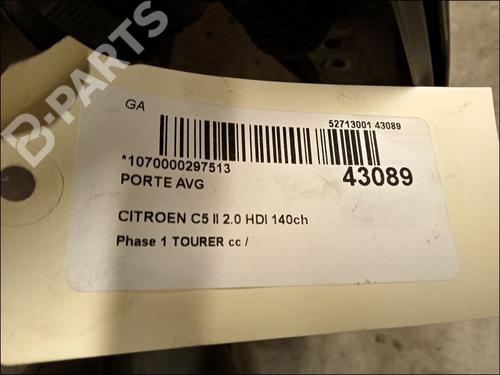 B-PARTS
GA
52713001 43089
*1070000297513
43089
PORTE AVG
CITROEN C5 II 2.0 HDI 140ch
Phase 1 TOURER cc /